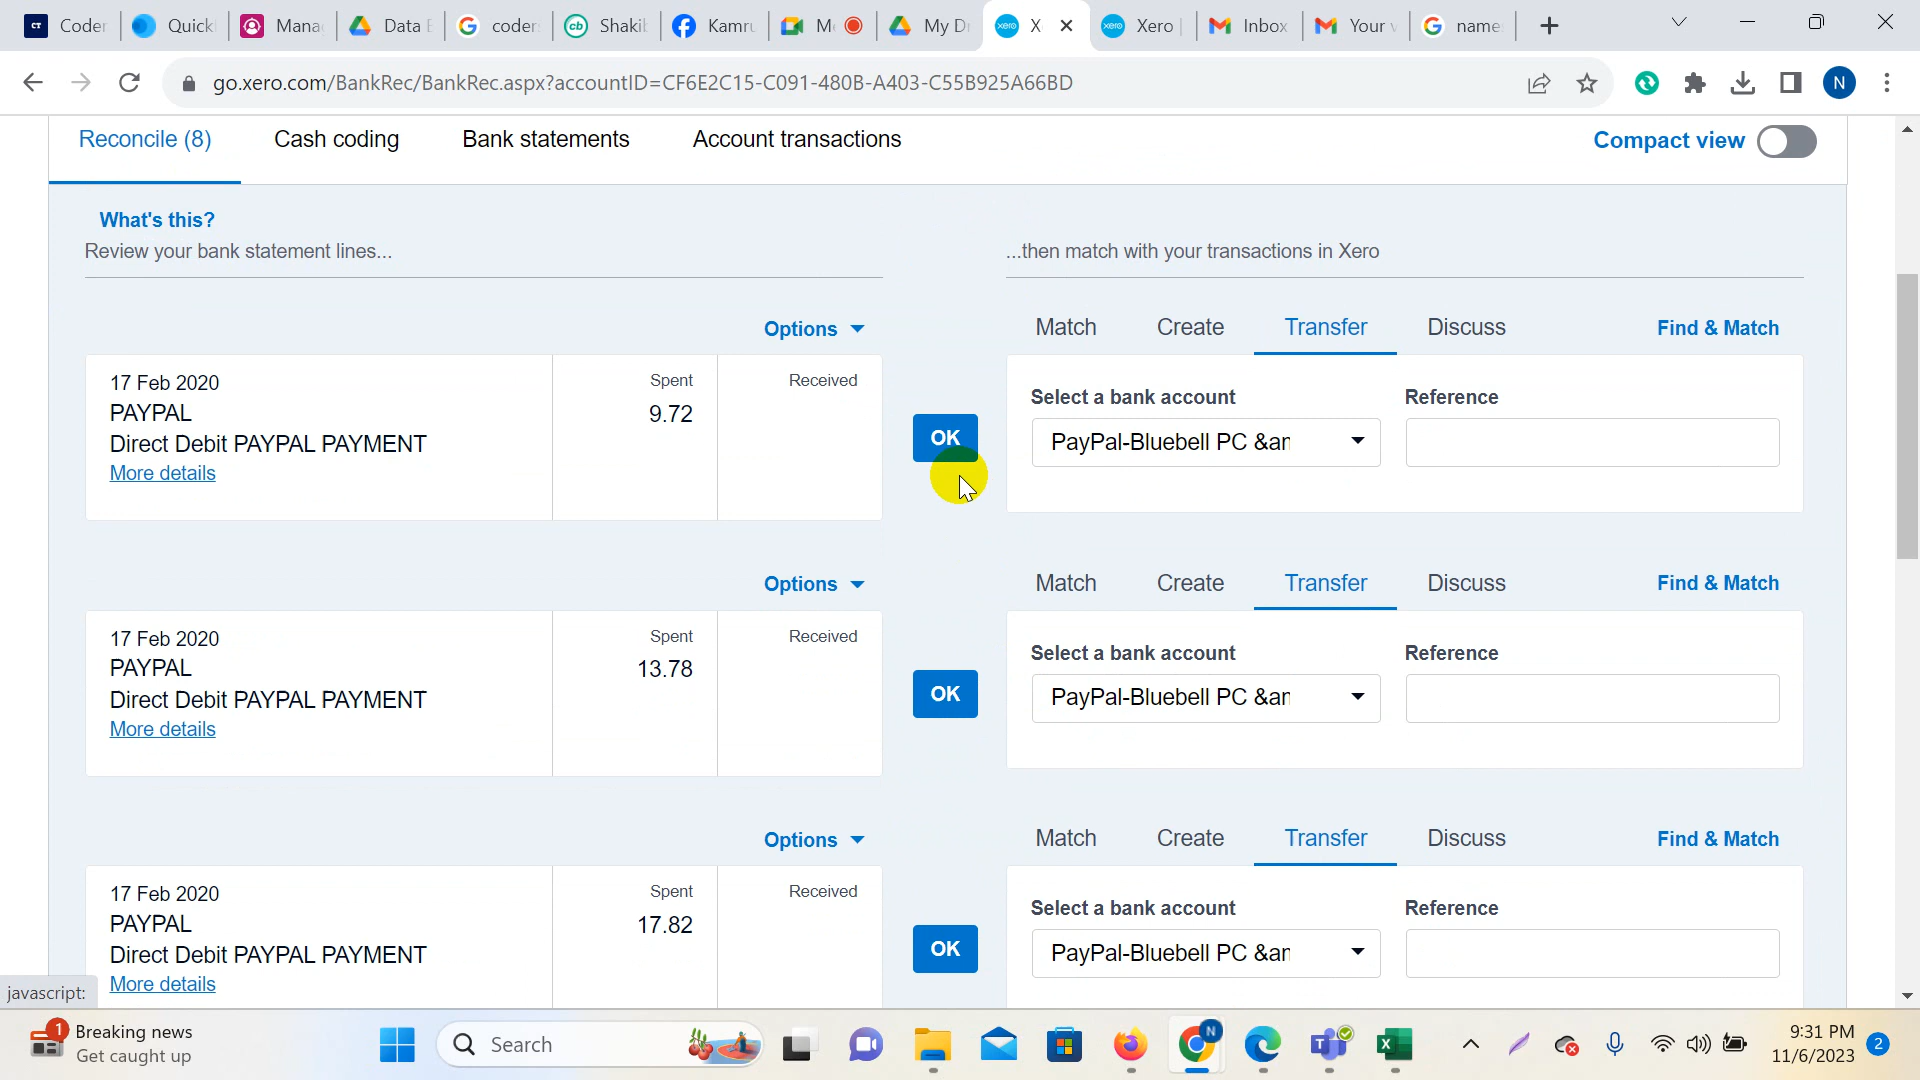 Coder
Quick
Mana
Data E
coder
Shakib
Kamru
My Dr
Xero |
Inbox
Your v
name
go.xero.com/BankRec/BankRec.aspx?accountID=CF6E2C15-C091-480B-A403-C55B925A66BD
N
Reconcile (8)
Cash coding
Bank statements
Account transactions
Compact view
What's this?
Review your bank statement lines...
...then match with your transactions in Xero
Options
Match
Create
Transfer
Discuss
Find & Match
17 Feb 2020
Spent
Received
PAYPAL
9.72
Direct Debit PAYPAL PAYMENT
More details
OK
Select a bank account
Reference
PayPal-Bluebell PC &an
Options
Match
Create
Transfer
Discuss
Find & Match
17 Feb 2020
Spent
Received
PAYPAL
13.78
Direct Debit PAYPAL PAYMENT
More details
OK
Select a bank account
Reference
PayPal-Bluebell PC &an
Options
Match
Create
Transfer
Discuss
Find & Match
17 Feb 2020
Spent
Received
PAYPAL
17.82
Direct Debit PAYPAL PAYMENT
More details
OK
Select a bank account
Reference
PayPal-Bluebell PC &an
javascript:
1
Breaking news
Get caught up
Search
N
9:31 PM
11/6/2023
2